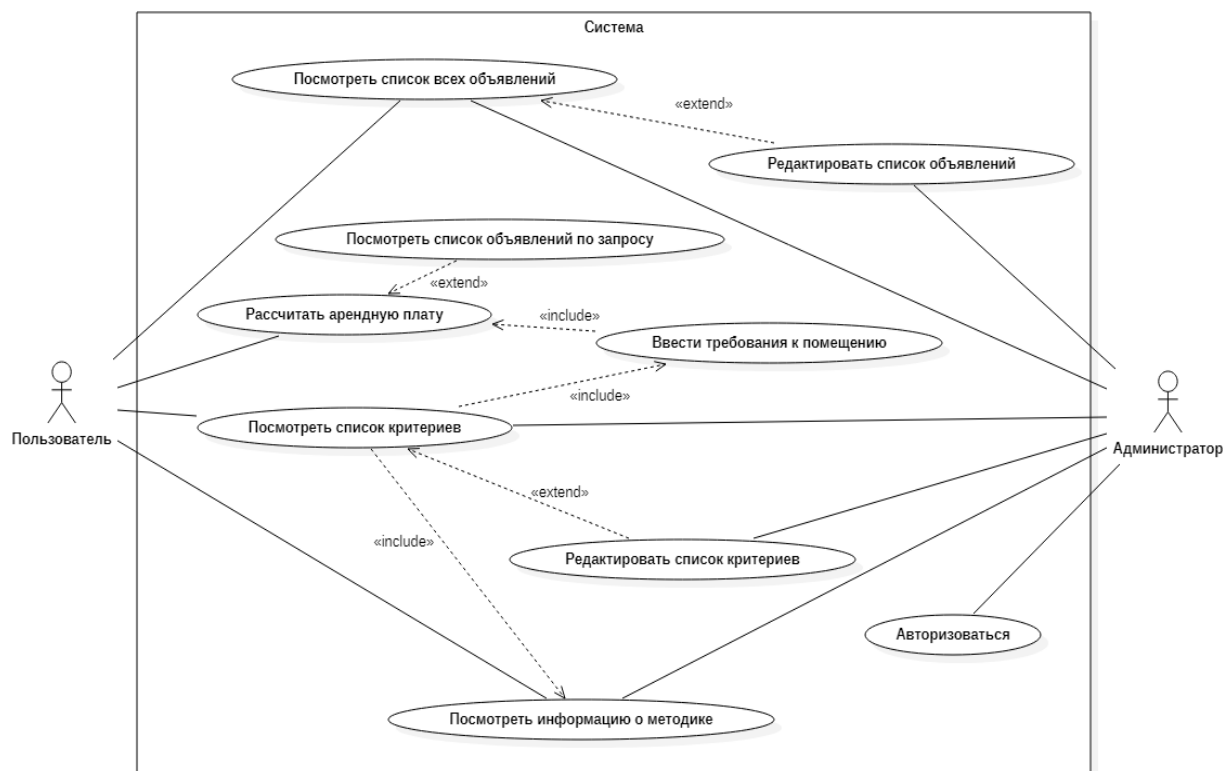 Система
Посмотреть список всех объявлений
«extend»
Редактировать список объявлений
Посмотреть список объявлений по запросу
«extend»
Рассчитать арендную плату
«include»
Ввести требования к помещению
«include»
Посмотреть список критериев
Пользователь
Администратор
«extend»
«include»
Редактировать список критериев
Авторизоваться
Посмотреть информацию о методике